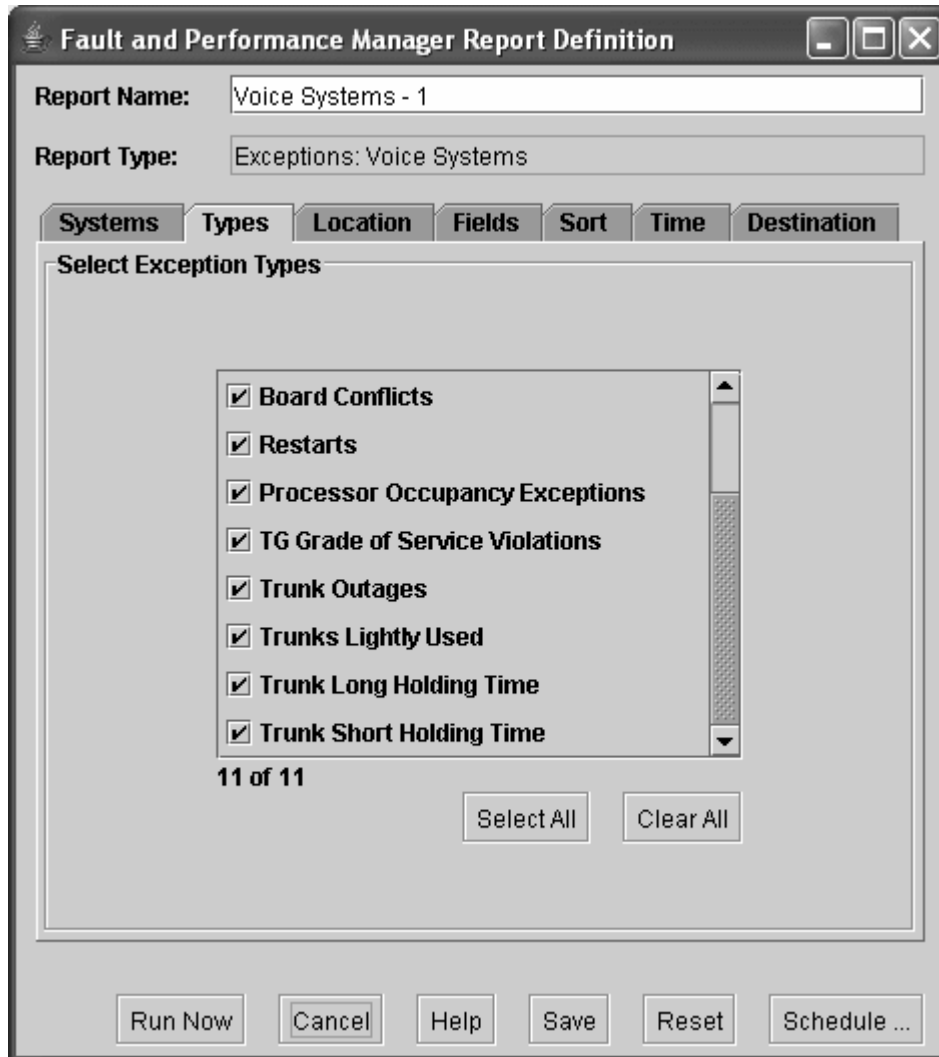 Fault and Performance Manager Report Definition
Report Name: Voice Systems - 1
Report Type: Exceptions: Voice Systems
Systems Types Location Fields Sort Time Destination
Select Exception Types
Board Conflicts
Restarts
Processor Occupancy Exceptions
TG Grade of Service Violations
Trunk Outages
Trunks Lightly Used
Trunk Long Holding Time
Trunk Short Holding Time
11 of 11
Select All Clear All
Run Now Cancel Help Save Reset Schedule ...